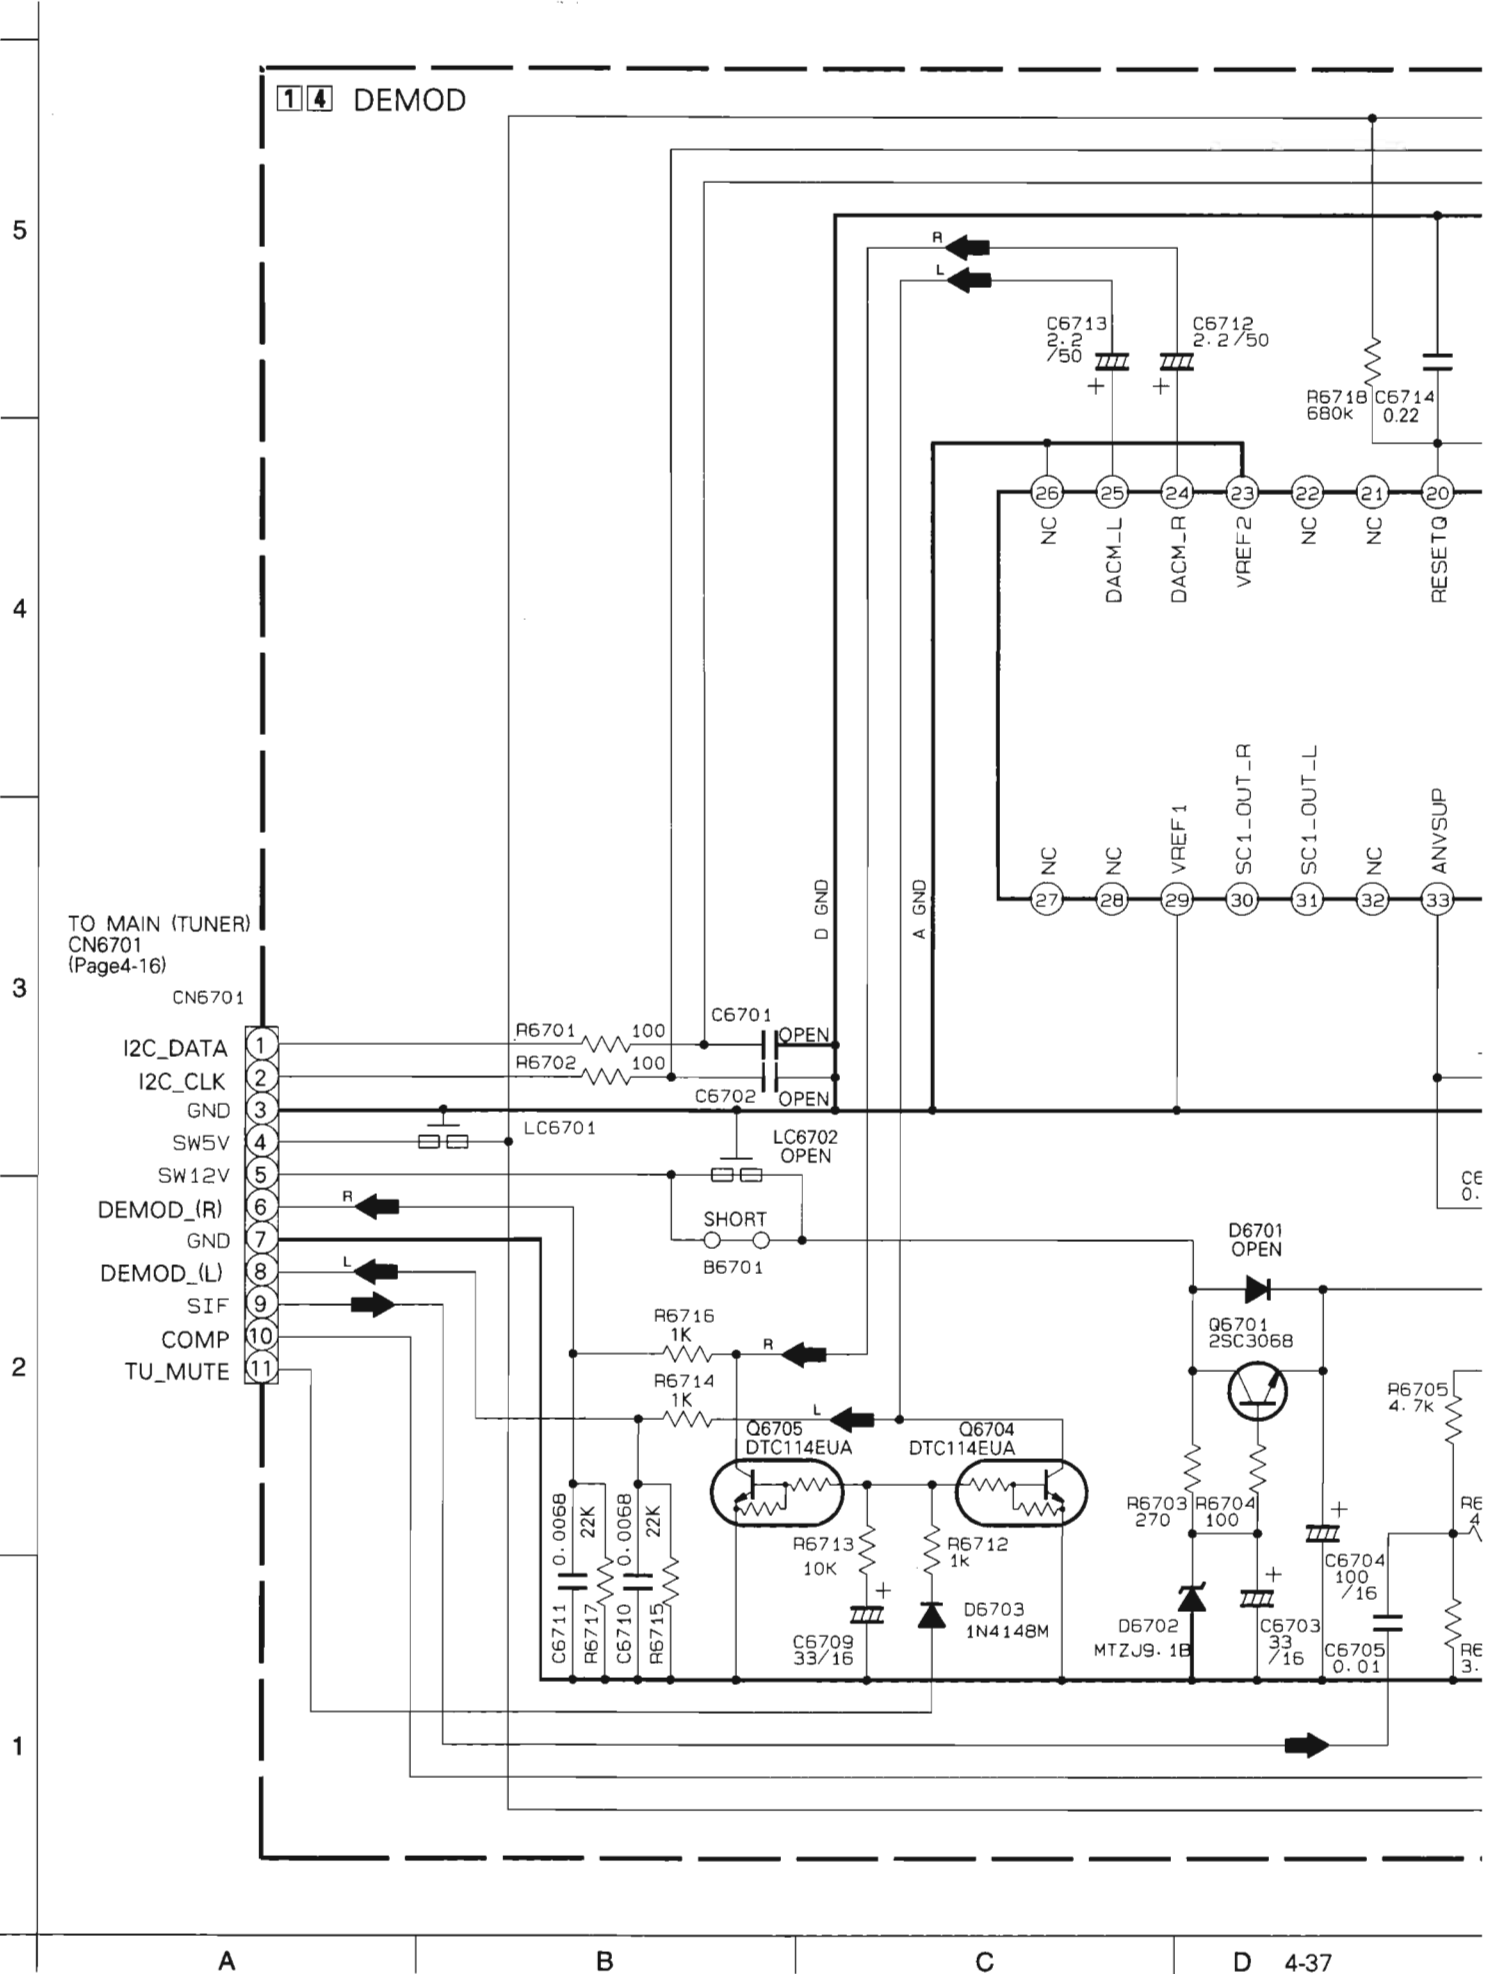 14 DEMOD
5
R
L
C6713
2.2
/50
+
C6712
2.2/50
+
R6718
680k
C6714
0.22
26
25
24
23
22
21
20
NC
DACM_L
DACM_R
VREF2
NC
NC
RESETQ
4
NC
NC
VREF1
SC1_OUT_R
SC1_OUT_L
NC
ANVSUP
27
28
29
30
31
32
33
D GND
A GND
TO MAIN (TUNER)
CN6701
(Page4-16)
3
CN6701
I2C_DATA 1
I2C_CLK 2
GND 3
SW5V 4
SW12V 5
DEMOD_(R) 6
GND 7
DEMOD_(L) 8
SIF 9
COMP 10
TU_MUTE 11
R6701 100
C6701
OPEN
R6702 100
C6702 OPEN
LC6701
LC6702
OPEN
R
SHORT
B6701
L
D6701
OPEN
Q6701
2SC3068
R6716
1K
R
2
R6714
1K
L
Q6705
DTC114EUA
Q6704
DTC114EUA
R6705
4.7K
C6711 0.0068
R6717 22K
C6710 0.0068
R6715 22K
R6713
10K
R6712
1k
R6703
270
R6704
100
+
C6704
100
/16
+
C6709
33/16
D6703
1N4148M
D6702
MTZJ9.1B
+
C6703
33
/16
C6705
0.01
1
A
B
C
D
4-37